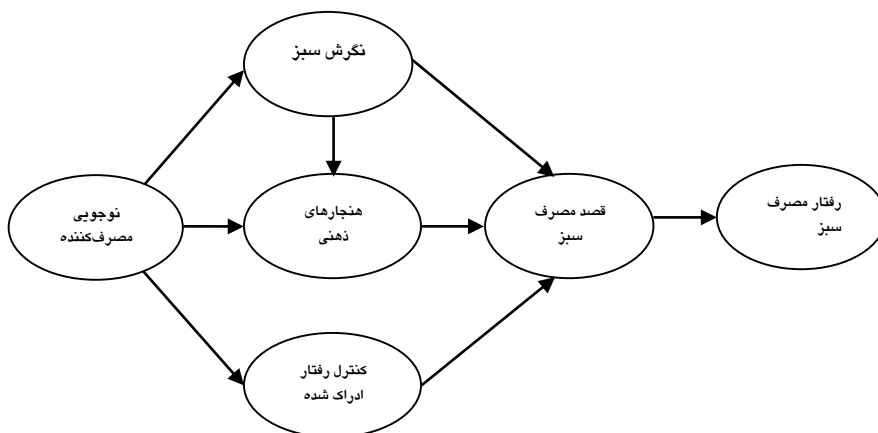 نگرش سبز
نوجویی
مصرف‌کننده
هنجارهای
ذهنی
قصد مصرف
سبز
رفتار مصرف
سبز
کنترل رفتار
ادراک شده